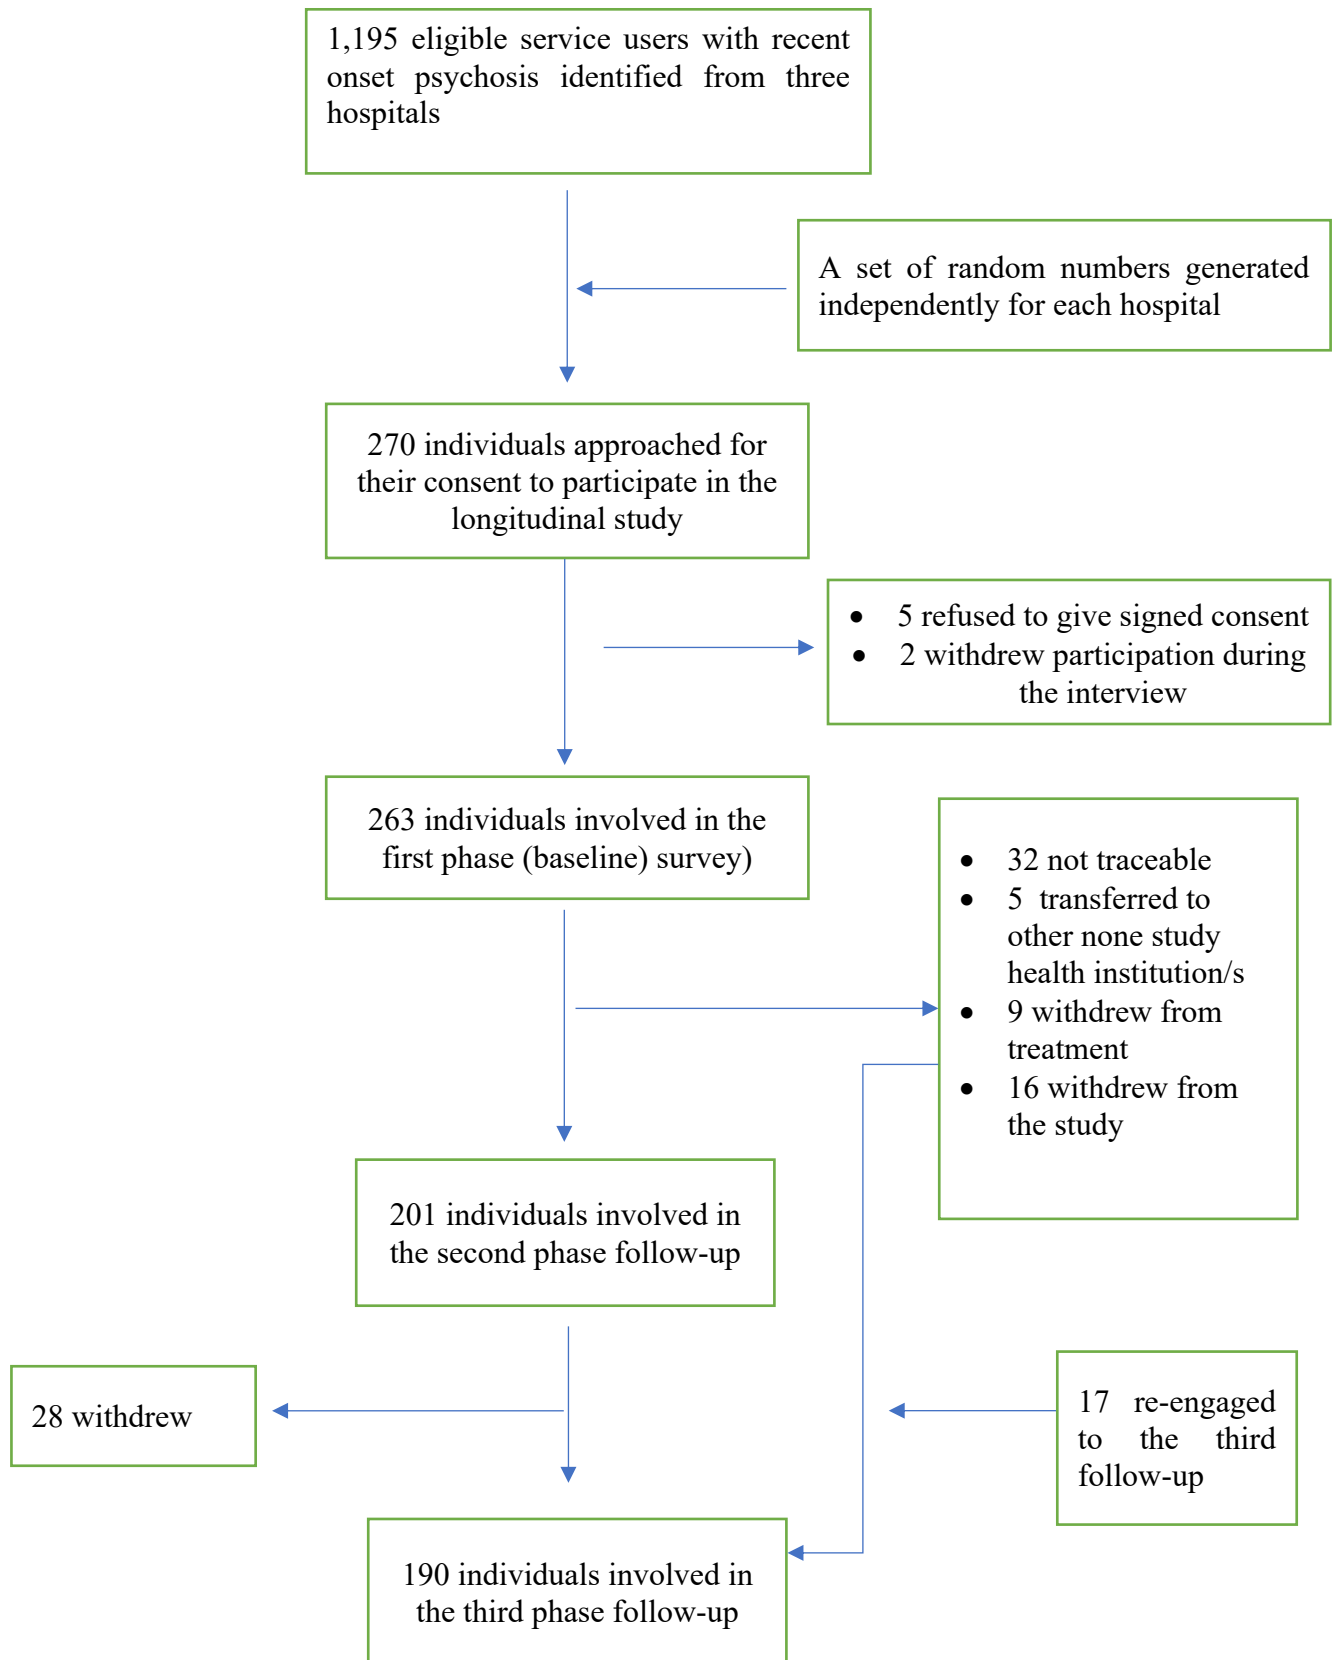 1,195 eligible service users with recent
onset psychosis identified from three
hospitals
A set of random numbers generated
independently for each hospital
270 individuals approached for
their consent to participate in the
longitudinal study
• 5 refused to give signed consent
• 2 withdrew participation during
the interview
263 individuals involved in the
first phase (baseline) survey)
• 32 not traceable
• 5 transferred to
other none study
health institution/s
• 9 withdrew from
treatment
• 16 withdrew from
the study
201 individuals involved in
the second phase follow-up
28 withdrew
17 re-engaged
to the third
follow-up
190 individuals involved in
the third phase follow-up